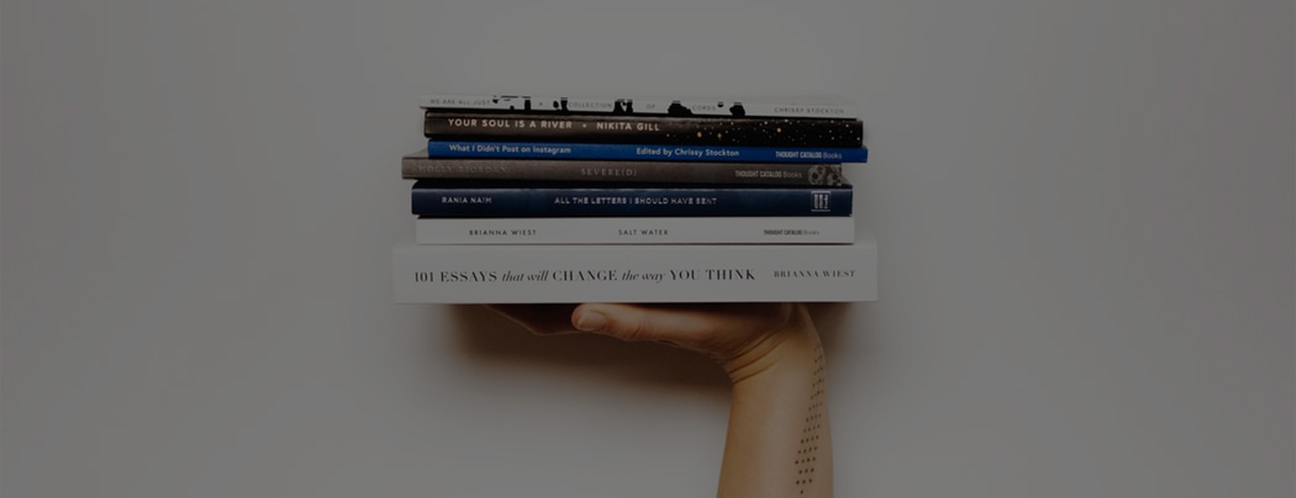 WE ARE ALL JUST A COLLECTION OF CORDS CHRISSY STOCKTON
YOUR SOUL IS A RIVER • NIKITA GILL
What I Didn't Post on Instagram Edited by Chrissy Stockton THOUGHT CATALOG Books
HOLLY RIORDAN SEVERE(D) THOUGHT CATALOG Books
RANIA NAIM ALL THE LETTERS I SHOULD HAVE SENT
BRIANNA WIEST SALT WATER THOUGHT CATALOG Books
101 ESSAYS that will CHANGE the way YOU THINK BRIANNA WIEST